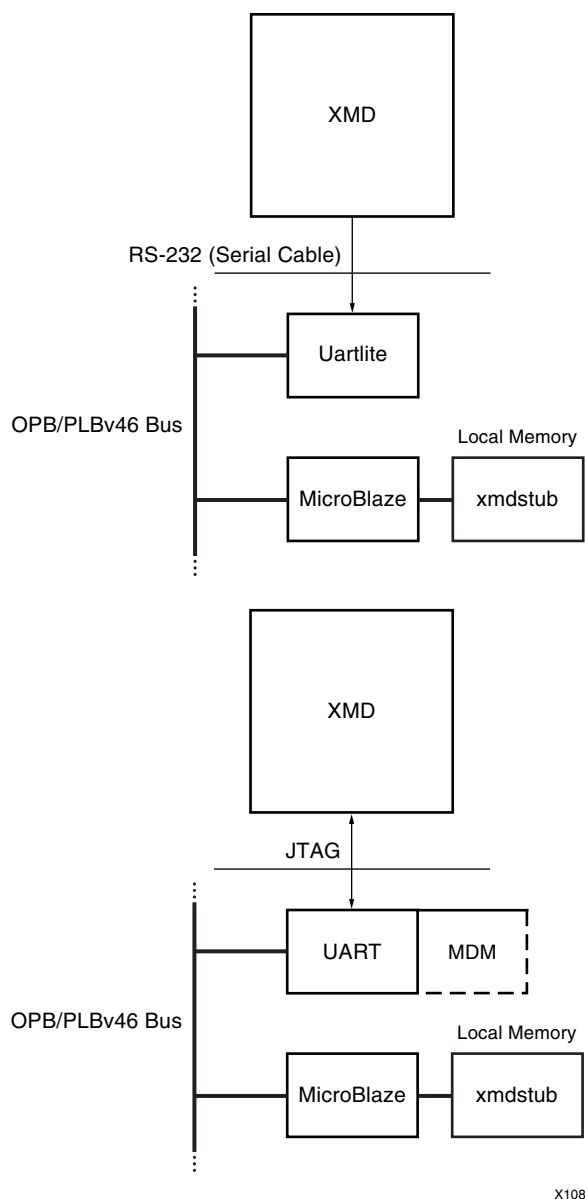 XMD
RS-232 (Serial Cable)
Uartlite
OPB/PLBv46 Bus
Local Memory
MicroBlaze
xmdstub
XMD
JTAG
UART
MDM
OPB/PLBv46 Bus
Local Memory
MicroBlaze
xmdstub